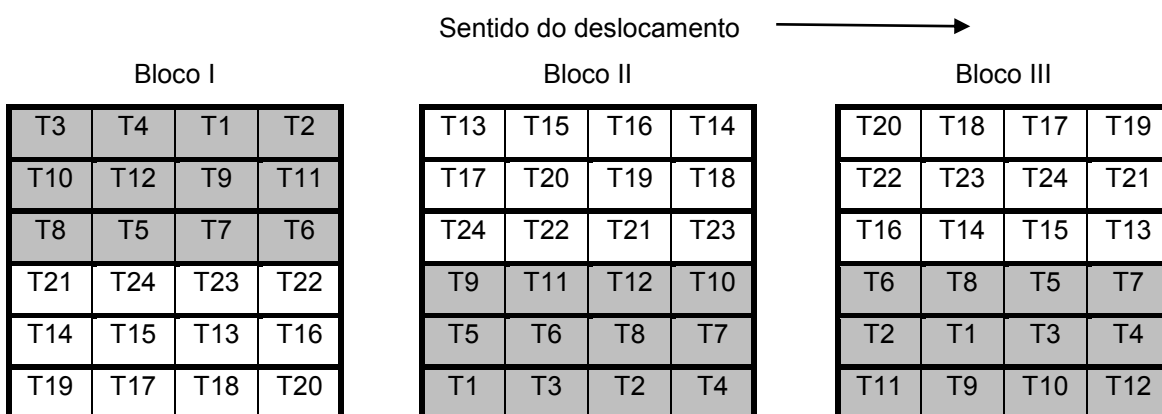 Sentido do deslocamento
Bloco I Bloco II Bloco III
T3 T4 T1 T2 T13 T15 T16 T14 T20 T18 T17 T19
T10 T12 T9 T11 T17 T20 T19 T18 T22 T23 T24 T21
T8 T5 T7 T6 T24 T22 T21 T23 T16 T14 T15 T13
T21 T24 T23 T22 T9 T11 T12 T10 T6 T8 T5 T7
T14 T15 T13 T16 T5 T6 T8 T7 T2 T1 T3 T4
T19 T17 T18 T20 T1 T3 T2 T4 T11 T9 T10 T12